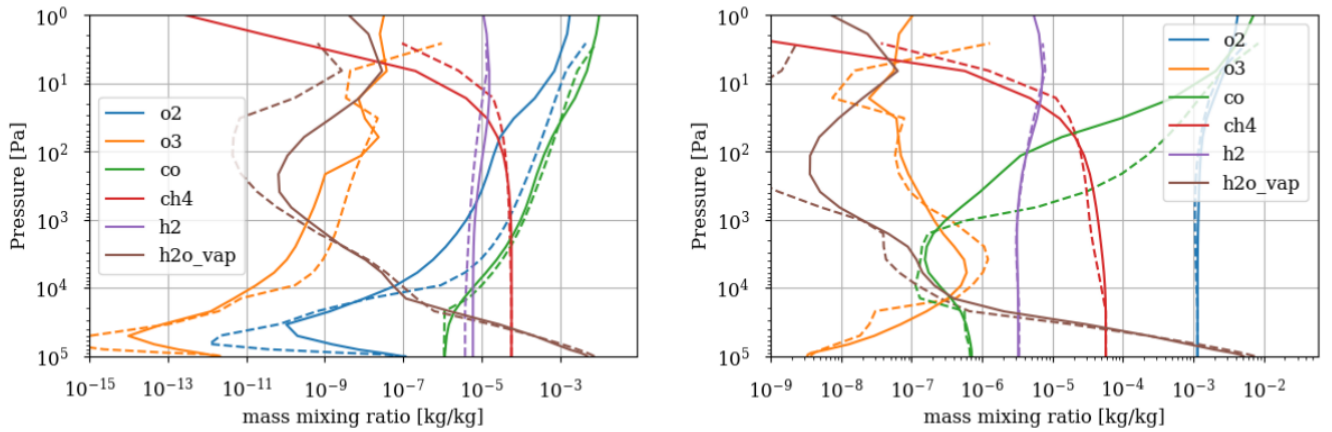 10^0
10^1
10^2
10^3
10^4
10^5
Pressure [Pa]
o2
o3
co
ch4
h2
h2o_vap
10^-15 10^-13 10^-11 10^-9 10^-7 10^-5 10^-3
mass mixing ratio [kg/kg]
10^0
10^1
10^2
10^3
10^4
10^5
Pressure [Pa]
o2
o3
co
ch4
h2
h2o_vap
10^-9 10^-8 10^-7 10^-6 10^-5 10^-4 10^-3 10^-2
mass mixing ratio [kg/kg]